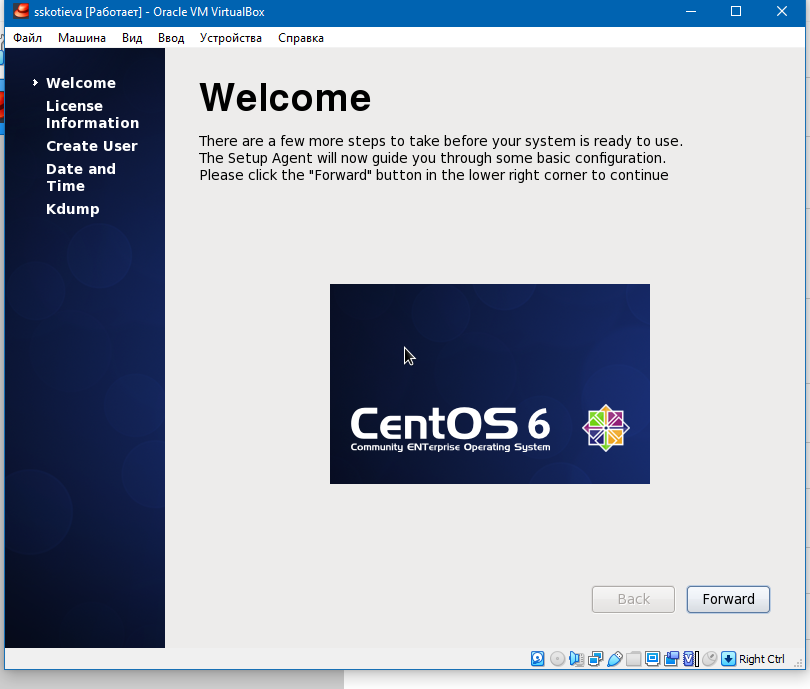 sskotieva [Работает] - Oracle VM VirtualBox
Файл Машина Вид Ввод Устройства Справка
Welcome
License
Information
Create User
Date and
Time
Kdump
Welcome
There are a few more steps to take before your system is ready to use.
The Setup Agent will now guide you through some basic configuration.
Please click the "Forward" button in the lower right corner to continue
CentOS 6
Community ENTerprise Operating System
Back Forward
Right Ctrl